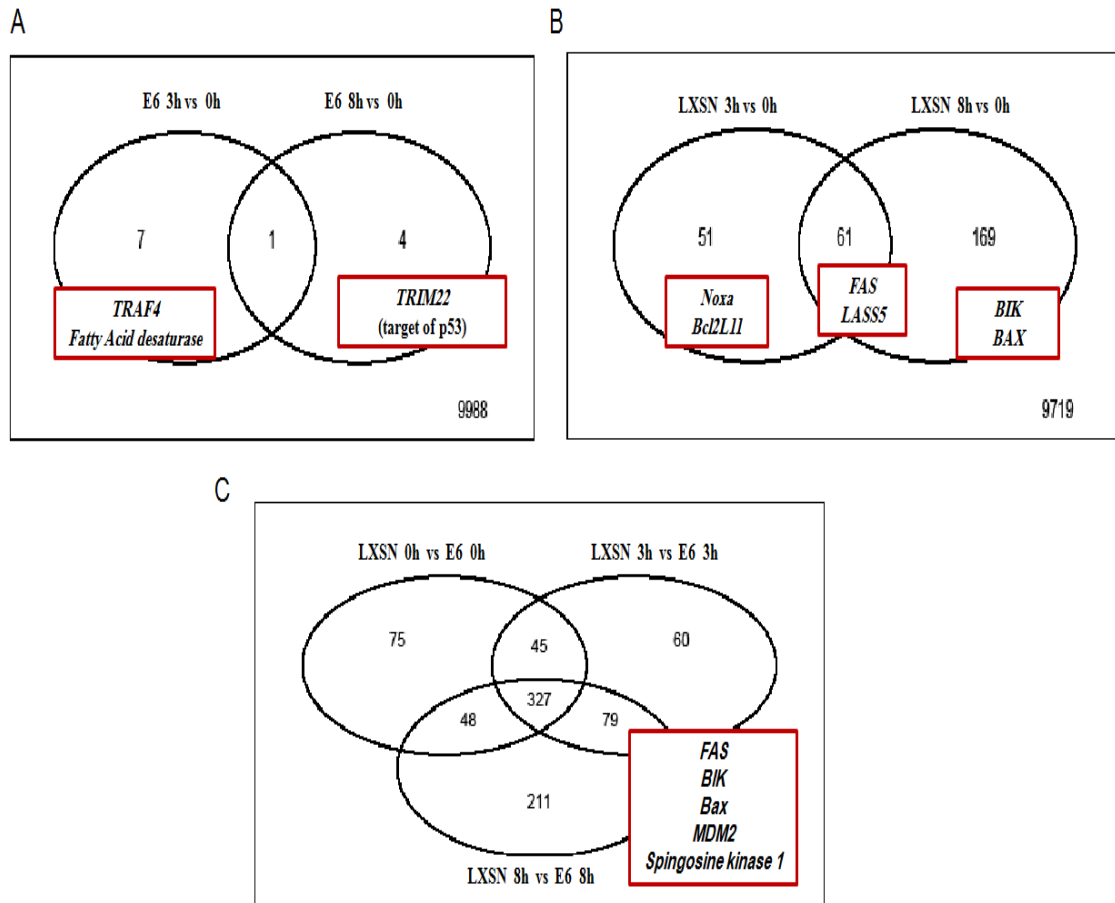 A
E6 3h vs 0h
E6 8h vs 0h
7
1
4
TRAF4
Fatty Acid desaturase
TRIM22
(target of p53)
9988
B
LXSN 3h vs 0h
LXSN 8h vs 0h
51
61
169
Noxa
Bcl2L11
FAS
LASS5
BIK
BAX
9719
C
LXSN 0h vs E6 0h
LXSN 3h vs E6 3h
75
45
60
327
48
79
211
FAS
BIK
Bax
MDM2
Spingosine kinase 1
LXSN 8h vs E6 8h